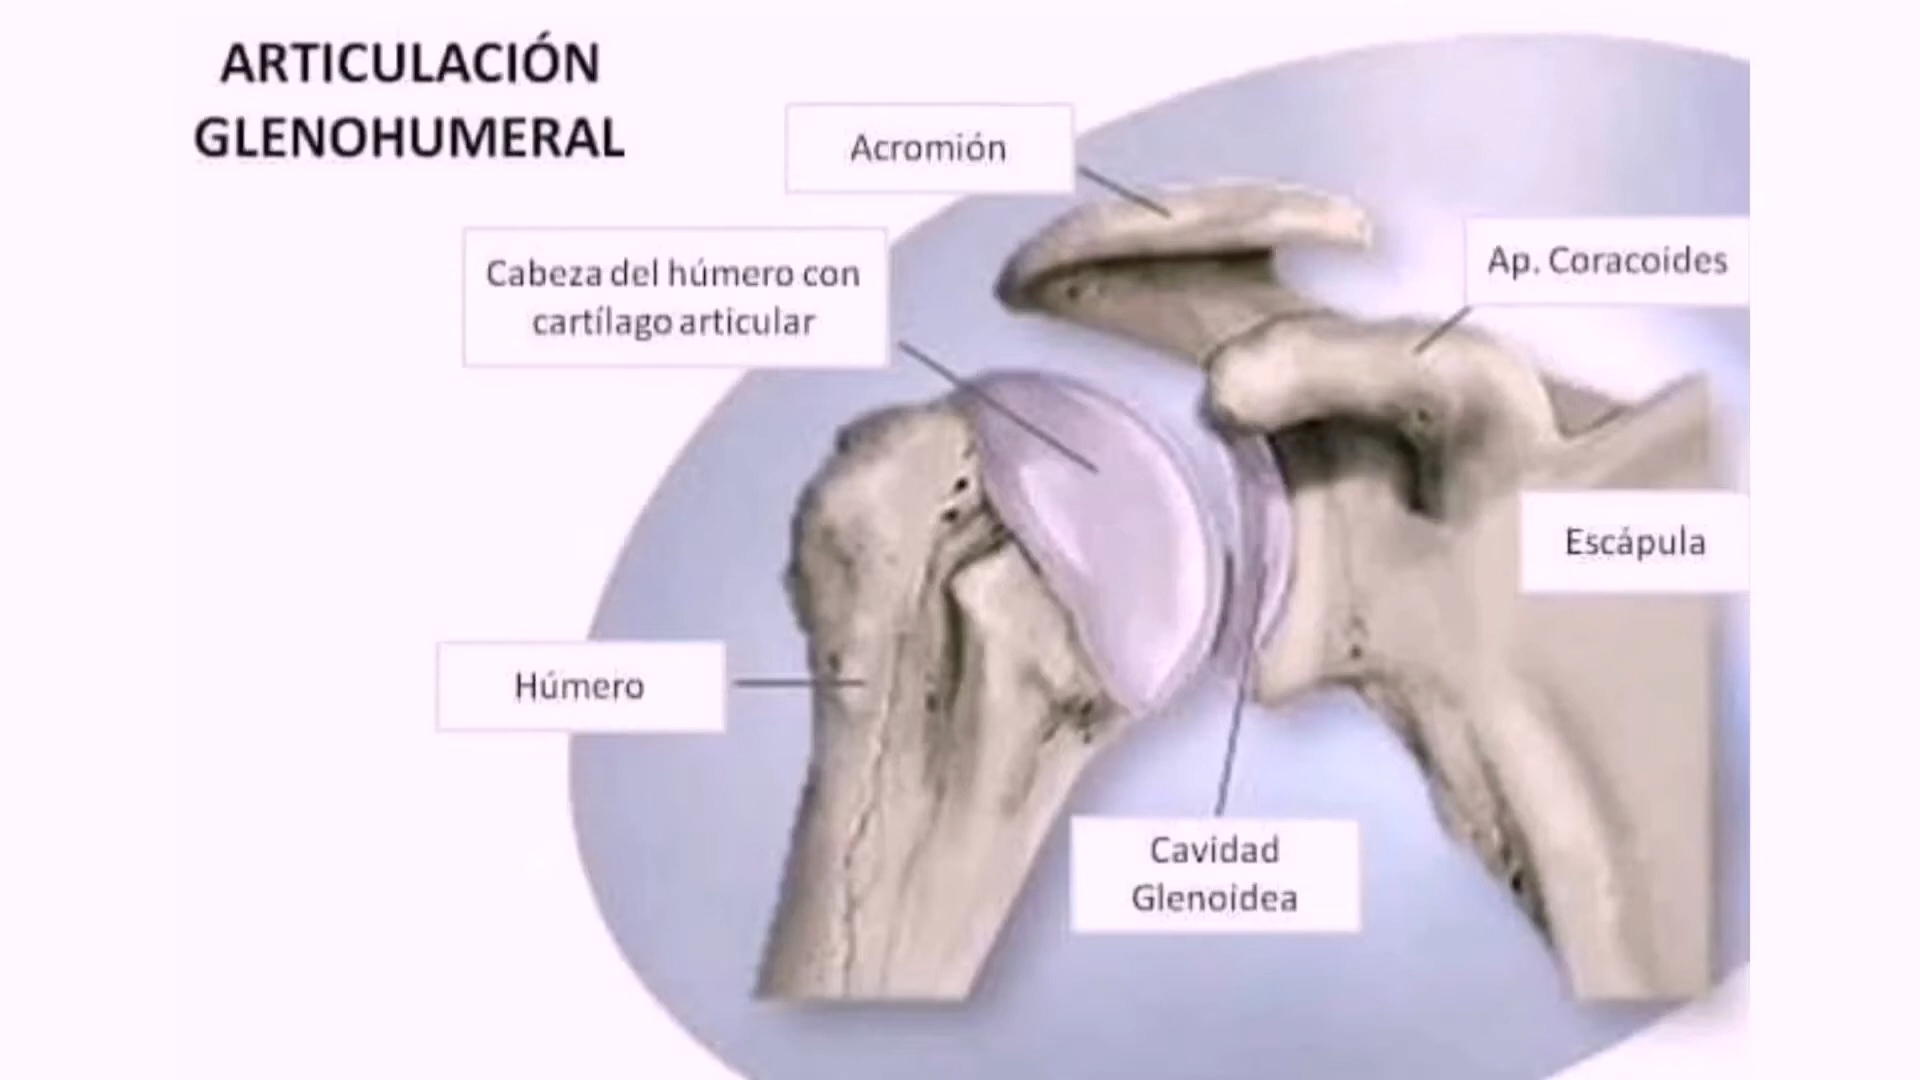 ARTICULACIÓN
GLENOHUMERAL
Acromión
Cabeza del húmero con
cartílago articular
Ap. Coracoides
Escápula
Húmero
Cavidad
Glenoidea